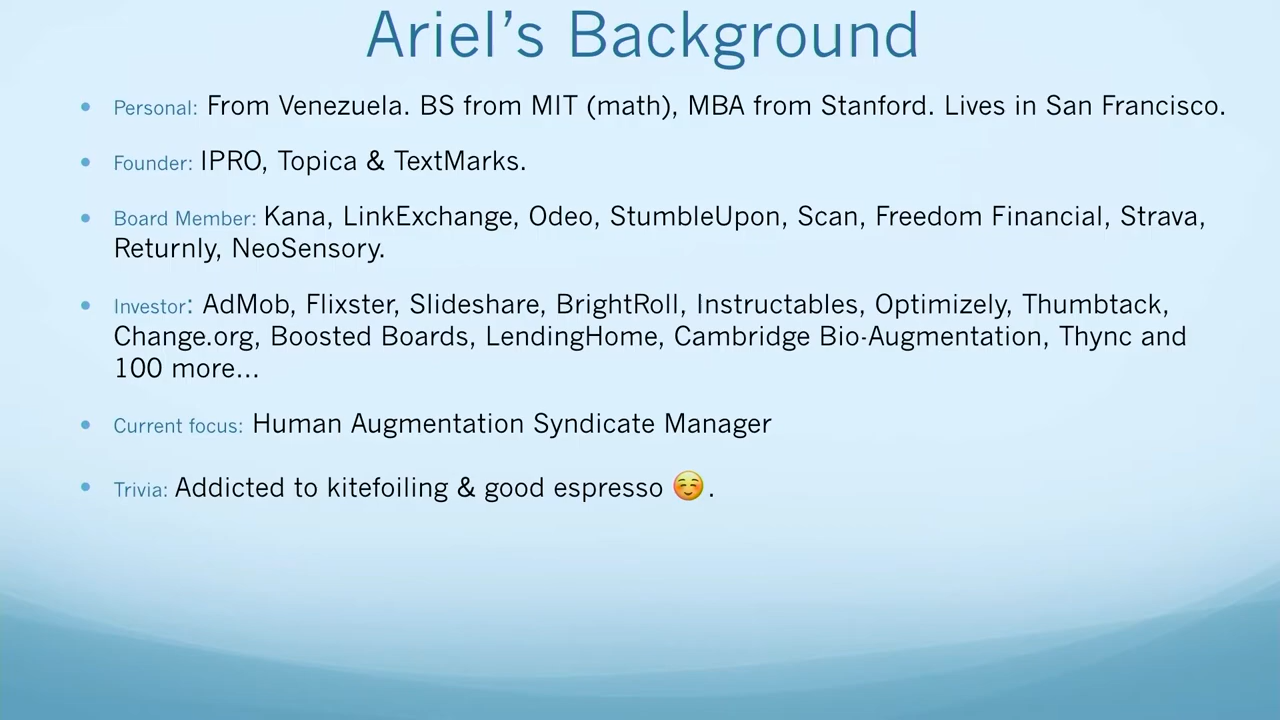 Ariel’s Background
• Personal: From Venezuela. BS from MIT (math), MBA from Stanford. Lives in San Francisco.
• Founder: IPRO, Topica & TextMarks.
• Board Member: Kana, LinkExchange, Odeo, StumbleUpon, Scan, Freedom Financial, Strava,
Returnly, NeoSensory.
• Investor: AdMob, Flixster, Slideshare, BrightRoll, Instructables, Optimizely, Thumbtack,
Change.org, Boosted Boards, LendingHome, Cambridge Bio-Augmentation, Thync and
100 more...
• Current focus: Human Augmentation Syndicate Manager
• Trivia: Addicted to kitefoiling & good espresso ☺️.